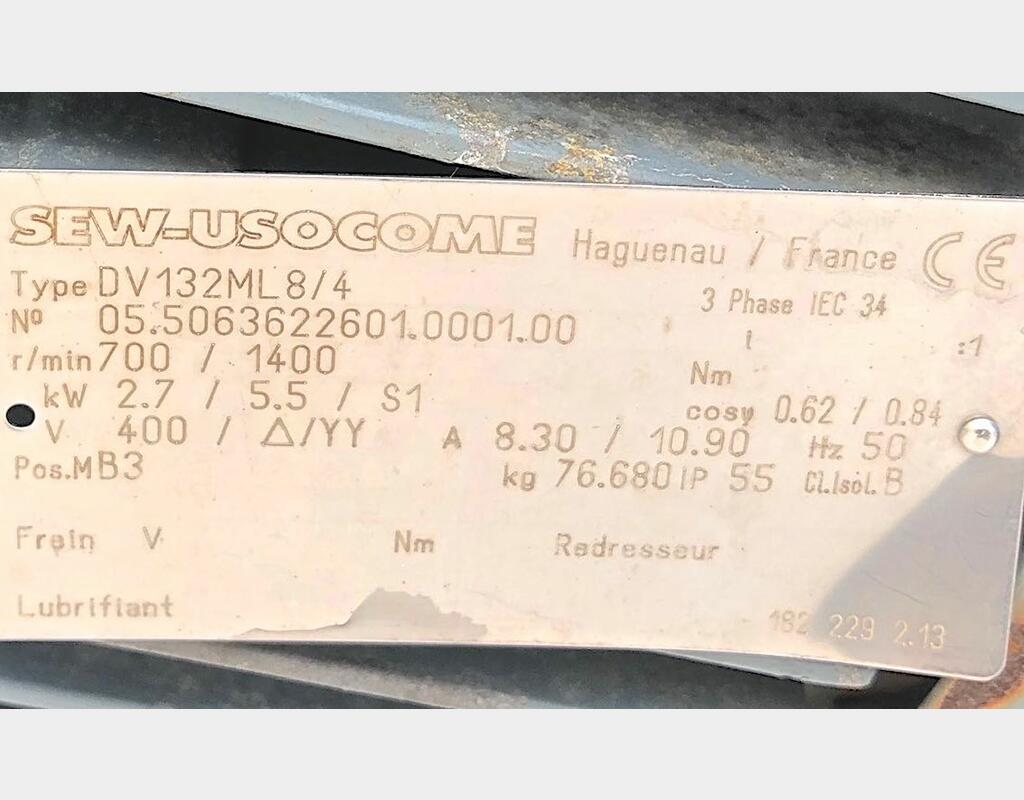 SEW-USOCOME Haguenau / France CE
Type DV132ML8/4 3 Phase IEC 34
Nº 05.5063622601.0001.00 i :1
r/min 700 / 1400 Nm
kW 2.7 / 5.5 / S1 cosφ 0.62 / 0.84
V 400 / △/YY A 8.30 / 10.90 Hz 50
Pos.M B3 kg 76.680 IP 55 Cl.Isol. B
Frein V Nm Redresseur
Lubrifiant 182 229 2.13